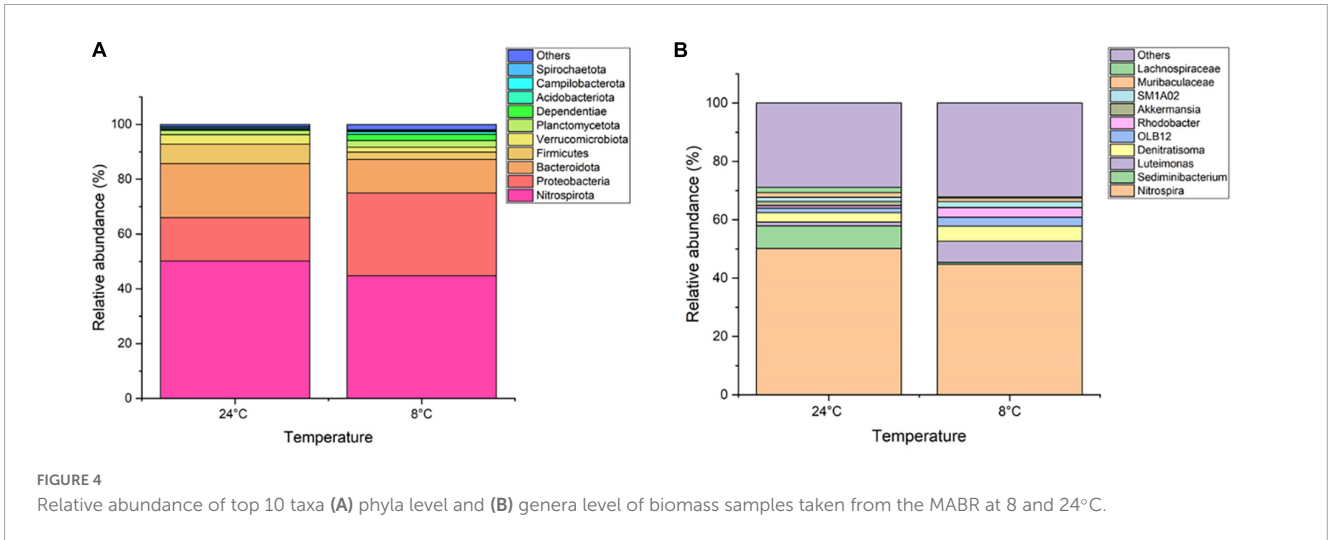 A
Others
Spirochaetota
Campilobacterota
Acidobacteriota
Dependentiae
Planctomycetota
Verrucomicrobiota
Firmicutes
Bacteroidota
Proteobacteria
Nitrospirota
100
80
60
40
20
0
Relative abundance (%)
24°C
8°C
Temperature
B
Others
Lachnospiraceae
Muribaculaceae
SM1A02
Akkermansia
Rhodobacter
OLB12
Denitratisoma
Luteimonas
Sediminibacterium
Nitrospira
100
80
60
40
20
0
Relative abundance (%)
24°C
8°C
Temperature
FIGURE 4
Relative abundance of top 10 taxa (A) phyla level and (B) genera level of biomass samples taken from the MABR at 8 and 24°C.